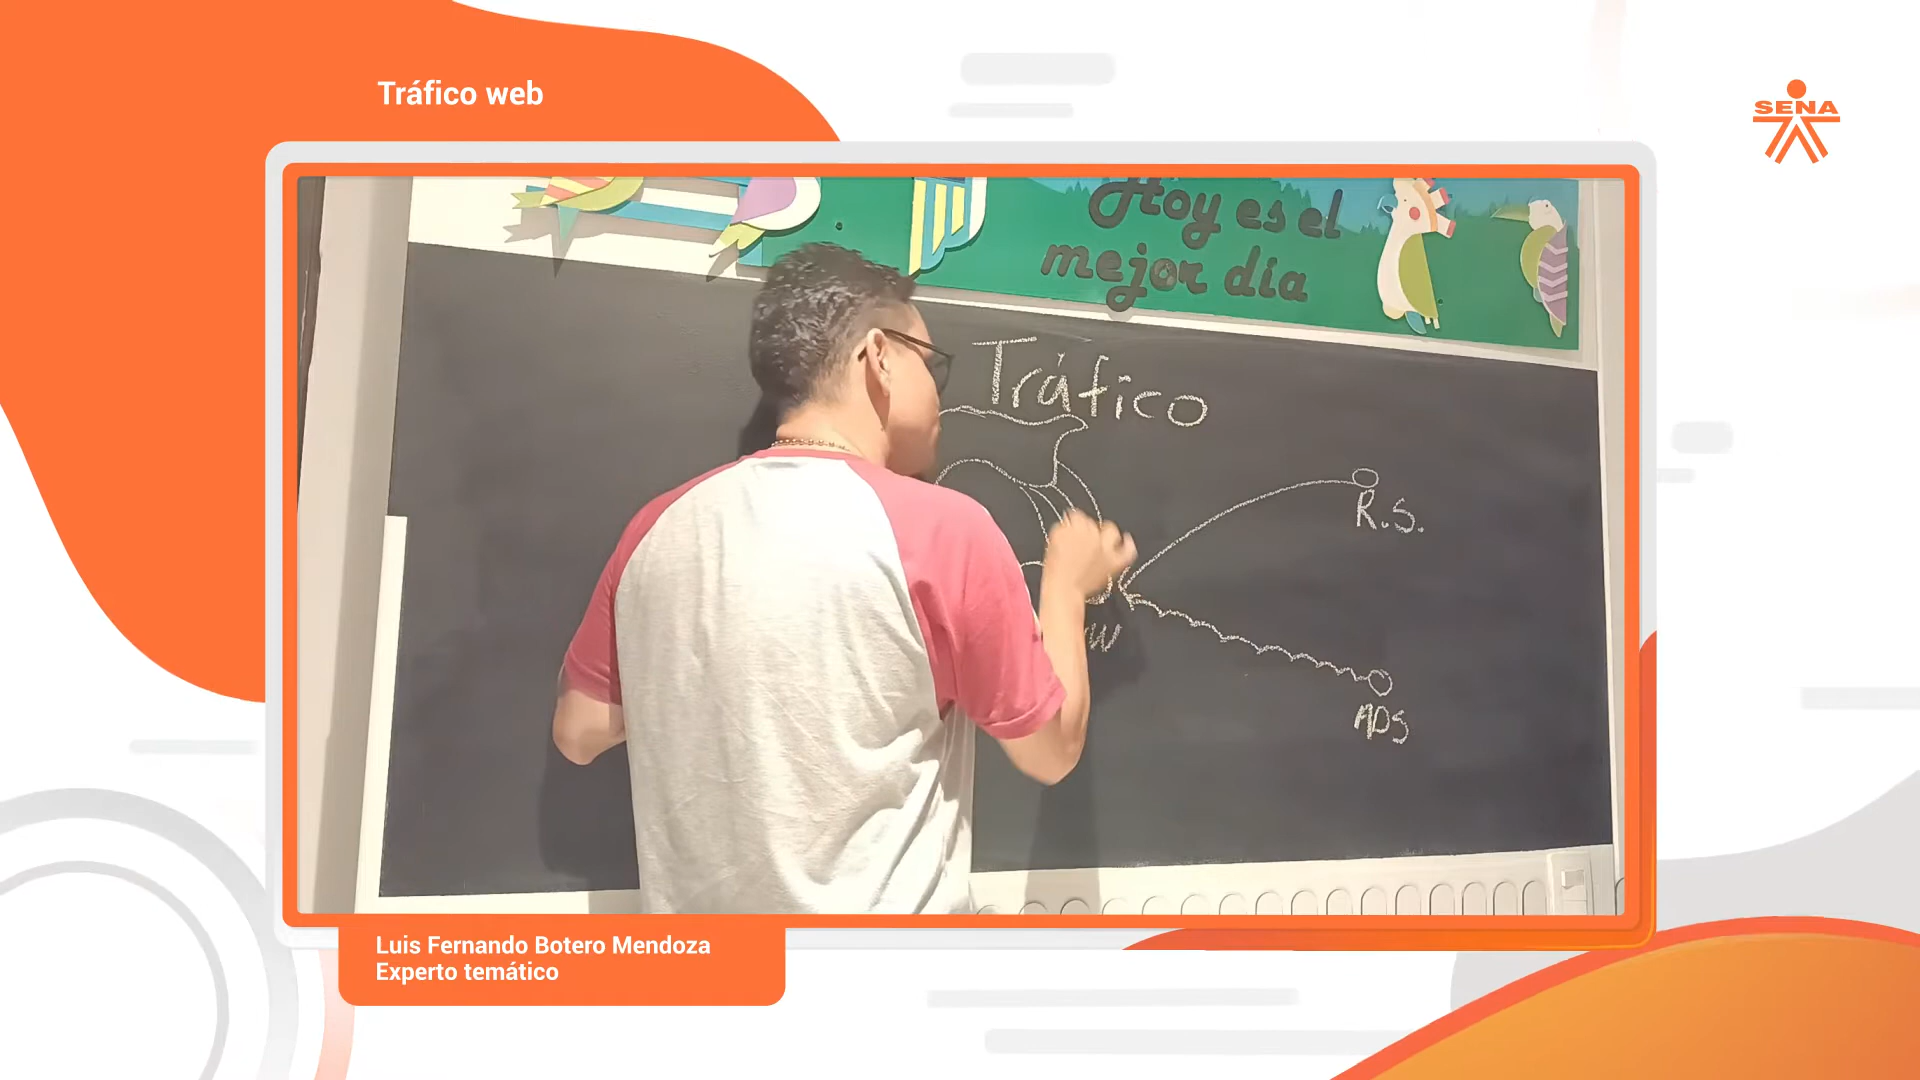 Tráfico web
SENA
Hoy es el
mejor día
Tráfico
R.S.
ADS
Luis Fernando Botero Mendoza
Experto temático